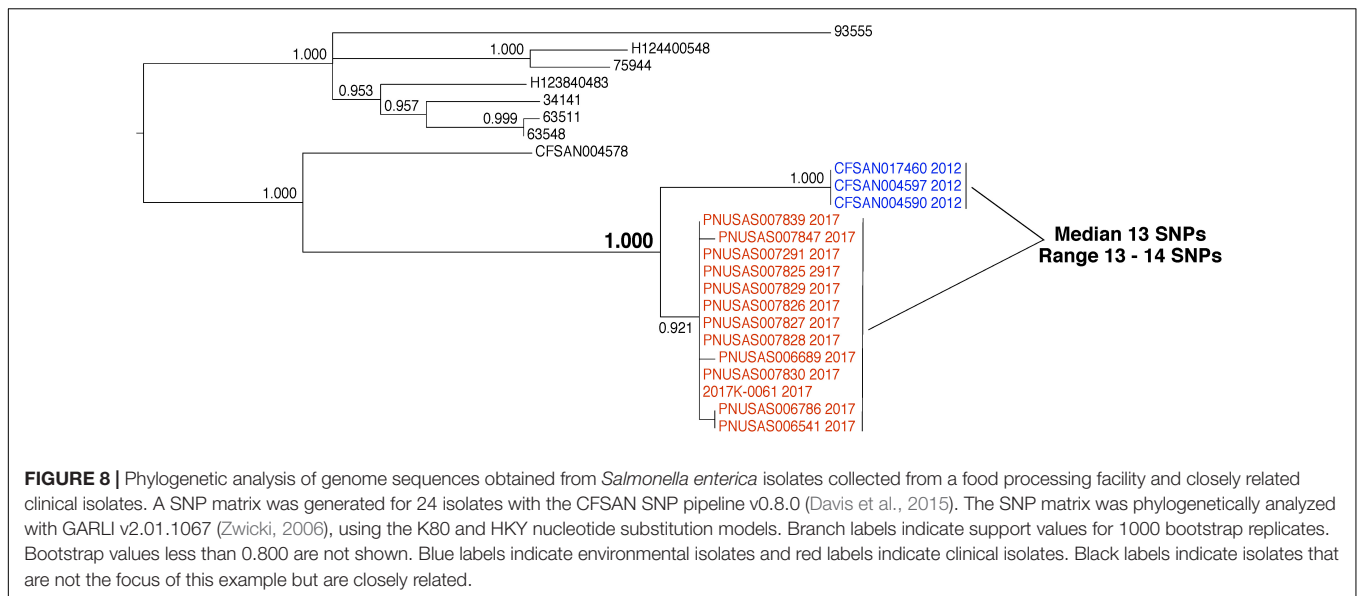 93555
1.000
1.000
H124400548
75944
H123840483
0.953
34141
0.957
63511
0.999
63548
CFSAN004578
CFSAN017460 2012
1.000
CFSAN004597 2012
1.000
CFSAN004590 2012
PNUSAS007839 2017
1.000
PNUSAS007847 2017
Median 13 SNPs
PNUSAS007291 2017
Range 13 - 14 SNPs
PNUSAS007825 2917
PNUSAS007829 2017
PNUSAS007826 2017
PNUSAS007827 2017
0.921
PNUSAS007828 2017
PNUSAS006689 2017
PNUSAS007830 2017
2017K-0061 2017
PNUSAS006786 2017
PNUSAS006541 2017
FIGURE 8 | Phylogenetic analysis of genome sequences obtained from Salmonella enterica isolates collected from a food processing facility and closely related
clinical isolates. A SNP matrix was generated for 24 isolates with the CFSAN SNP pipeline v0.8.0 (Davis et al., 2015). The SNP matrix was phylogenetically analyzed
with GARLI v2.01.1067 (Zwicki, 2006), using the K80 and HKY nucleotide substitution models. Branch labels indicate support values for 1000 bootstrap replicates.
Bootstrap values less than 0.800 are not shown. Blue labels indicate environmental isolates and red labels indicate clinical isolates. Black labels indicate isolates that
are not the focus of this example but are closely related.